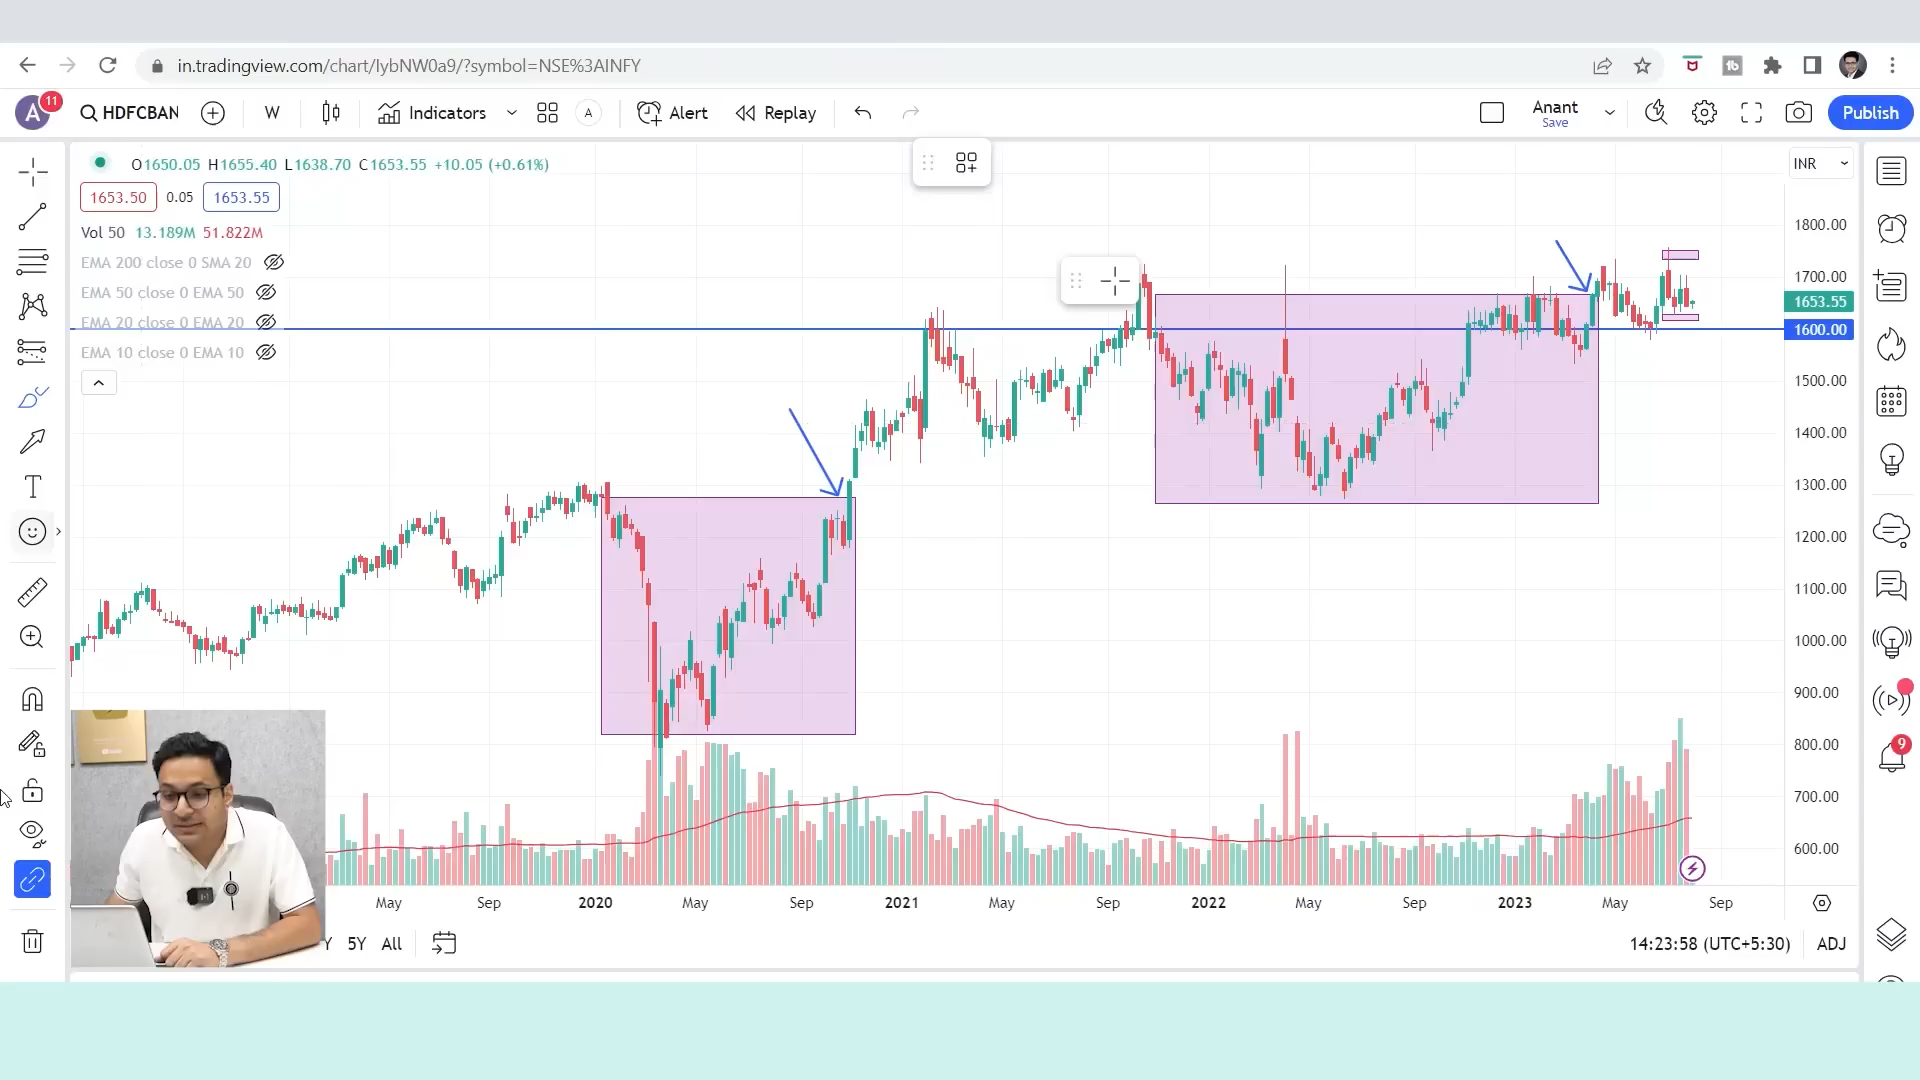 in.tradingview.com/chart/IybNW0a9/?symbol=NSE%3AINFY
A 11 HDFCBAN W Indicators A Alert Replay Anant Save Publish
O1650.05 H1655.40 L1638.70 C1653.55 +10.05 (+0.61%) INR
1653.50 0.05 1653.55
Vol 50 13.189M 51.822M
EMA 200 close 0 SMA 20
EMA 50 close 0 EMA 50
EMA 20 close 0 EMA 20
EMA 10 close 0 EMA 10
1800.00
1700.00
1653.55
1600.00
1500.00
1400.00
1300.00
1200.00
1100.00
1000.00
900.00
800.00
700.00
600.00
9
May Sep 2020 May Sep 2021 May Sep 2022 May Sep 2023 May Sep
Y 5Y All 14:23:58 (UTC+5:30) ADJ